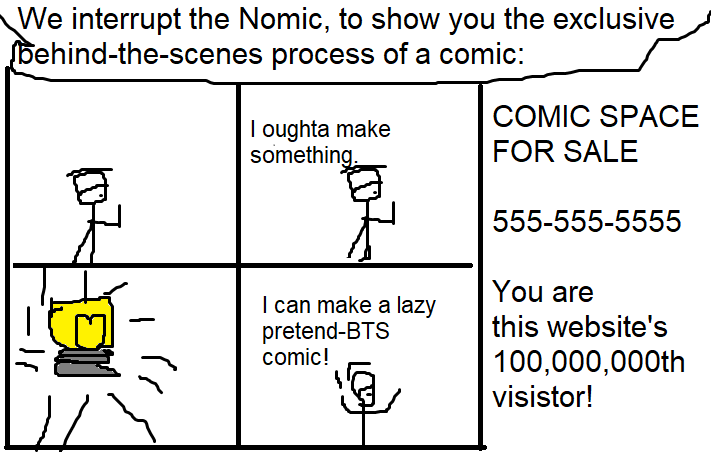 We interrupt the Nomic, to show you the exclusive
behind-the-scenes process of a comic:
I oughta make
something.
I can make a lazy
pretend-BTS
comic!
COMIC SPACE
FOR SALE
555-555-5555
You are
this website's
100,000,000th
visistor!